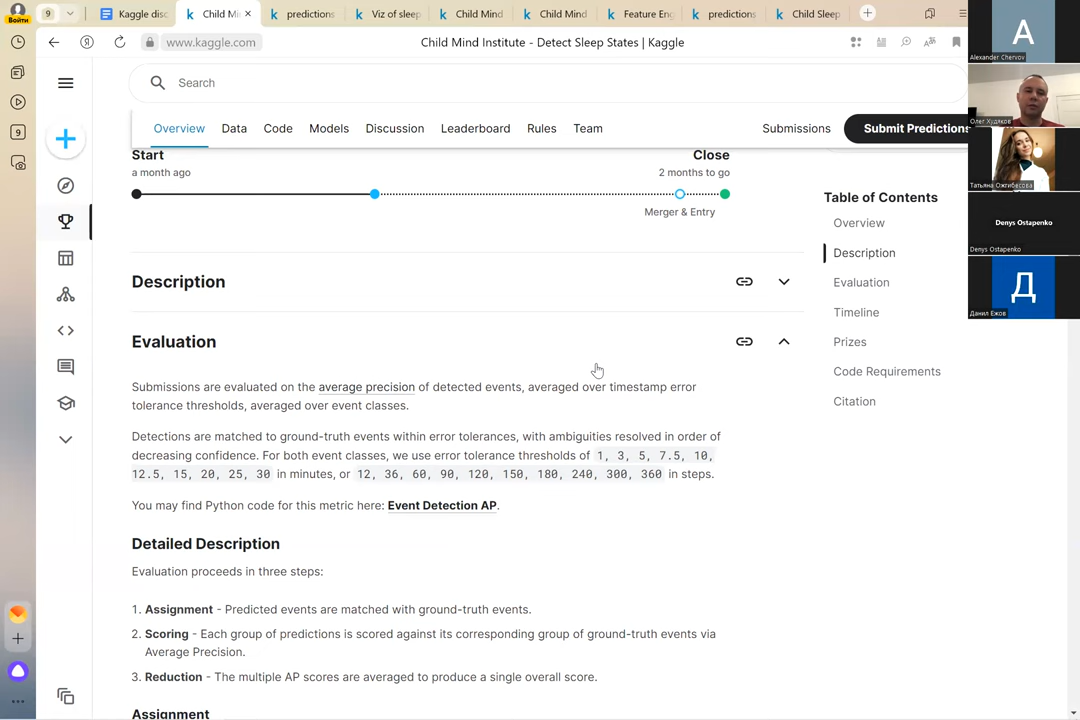 9
Kaggle disc
Child Mi
predictions
Viz of sleep
Child Mind
Child Mind
Feature Eng
predictions
Child Sleep
Войти
www.kaggle.com
Child Mind Institute - Detect Sleep States | Kaggle
Search
Overview
Data
Code
Models
Discussion
Leaderboard
Rules
Team
Submissions
Submit Predictions
Start
a month ago
Close
2 months to go
Merger & Entry
Description
Evaluation
Submissions are evaluated on the average precision of detected events, averaged over timestamp error
tolerance thresholds, averaged over event classes.
Detections are matched to ground-truth events within error tolerances, with ambiguities resolved in order of
decreasing confidence. For both event classes, we use error tolerance thresholds of 1, 3, 5, 7.5, 10,
12.5, 15, 20, 25, 30 in minutes, or 12, 36, 60, 90, 120, 150, 180, 240, 300, 360 in steps.
You may find Python code for this metric here: Event Detection AP.
Detailed Description
Evaluation proceeds in three steps:
1. Assignment - Predicted events are matched with ground-truth events.
2. Scoring - Each group of predictions is scored against its corresponding group of ground-truth events via
Average Precision.
3. Reduction - The multiple AP scores are averaged to produce a single overall score.
Assignment
Table of Contents
Overview
Description
Evaluation
Timeline
Prizes
Code Requirements
Citation
9
A
Alexander Chervov
Олег Худяков
Татьяна Ожгибесова
Denys Ostapenko
Denys Ostapenko
Д
Данил Ежов